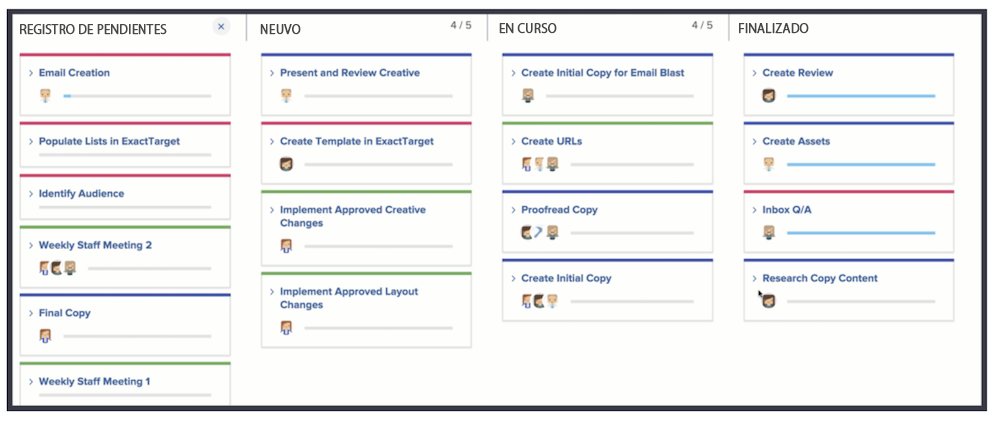 REGISTRO DE PENDIENTES
×
Email Creation
Populate Lists in ExactTarget
Identify Audience
Weekly Staff Meeting 2
Final Copy
Weekly Staff Meeting 1
NEUVO
4 / 5
Present and Review Creative
Create Template in ExactTarget
Implement Approved Creative
Changes
Implement Approved Layout
Changes
EN CURSO
4 / 5
Create Initial Copy for Email Blast
Create URLs
Proofread Copy
Create Initial Copy
FINALIZADO
Create Review
Create Assets
Inbox Q/A
Research Copy Content